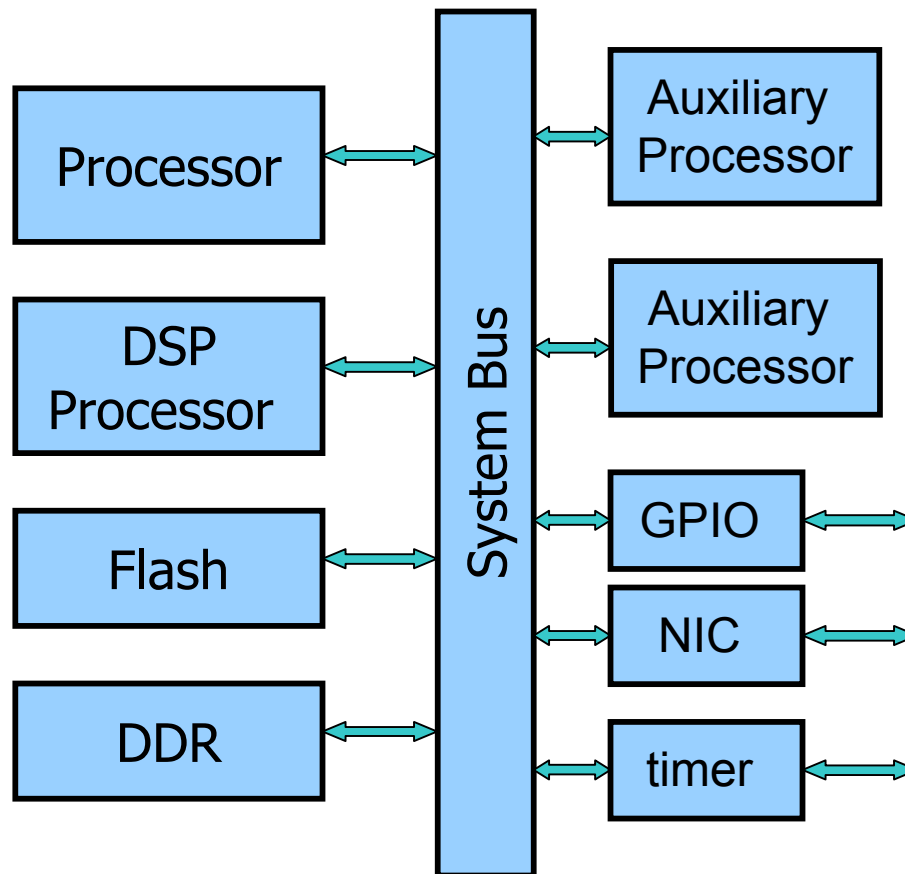 Processor
DSP
Processor
Flash
DDR
System Bus
Auxiliary
Processor
Auxiliary
Processor
GPIO
NIC
timer